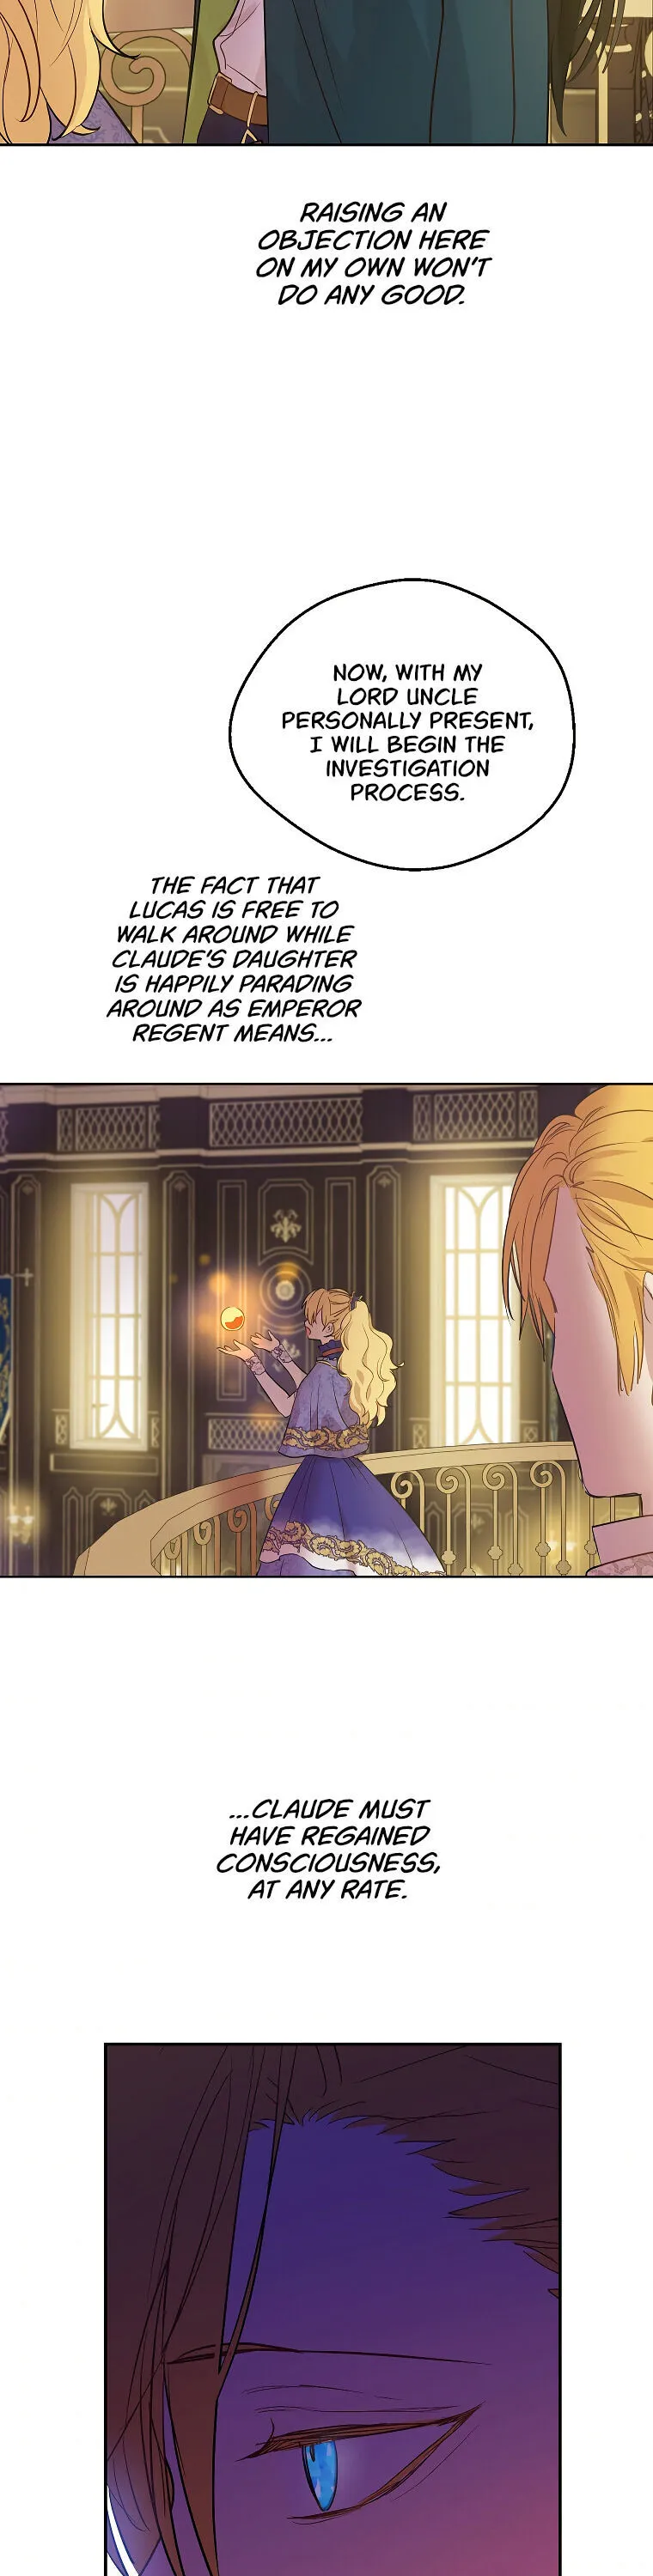 RAISING AN
OBJECTION HERE
ON MY OWN WON'T
DO ANY GOOD.
NOW, WITH MY
LORD UNCLE
PERSONALLY PRESENT,
I WILL BEGIN THE
INVESTIGATION
PROCESS.
THE FACT THAT
LUCAS IS FREE TO
WALK AROUND WHILE
CLAUDE'S DAUGHTER
IS HAPPILY PARADING
AROUND AS EMPEROR
REGENT MEANS...
...CLAUDE MUST
HAVE REGAINED
CONSCIOUSNESS,
AT ANY RATE.